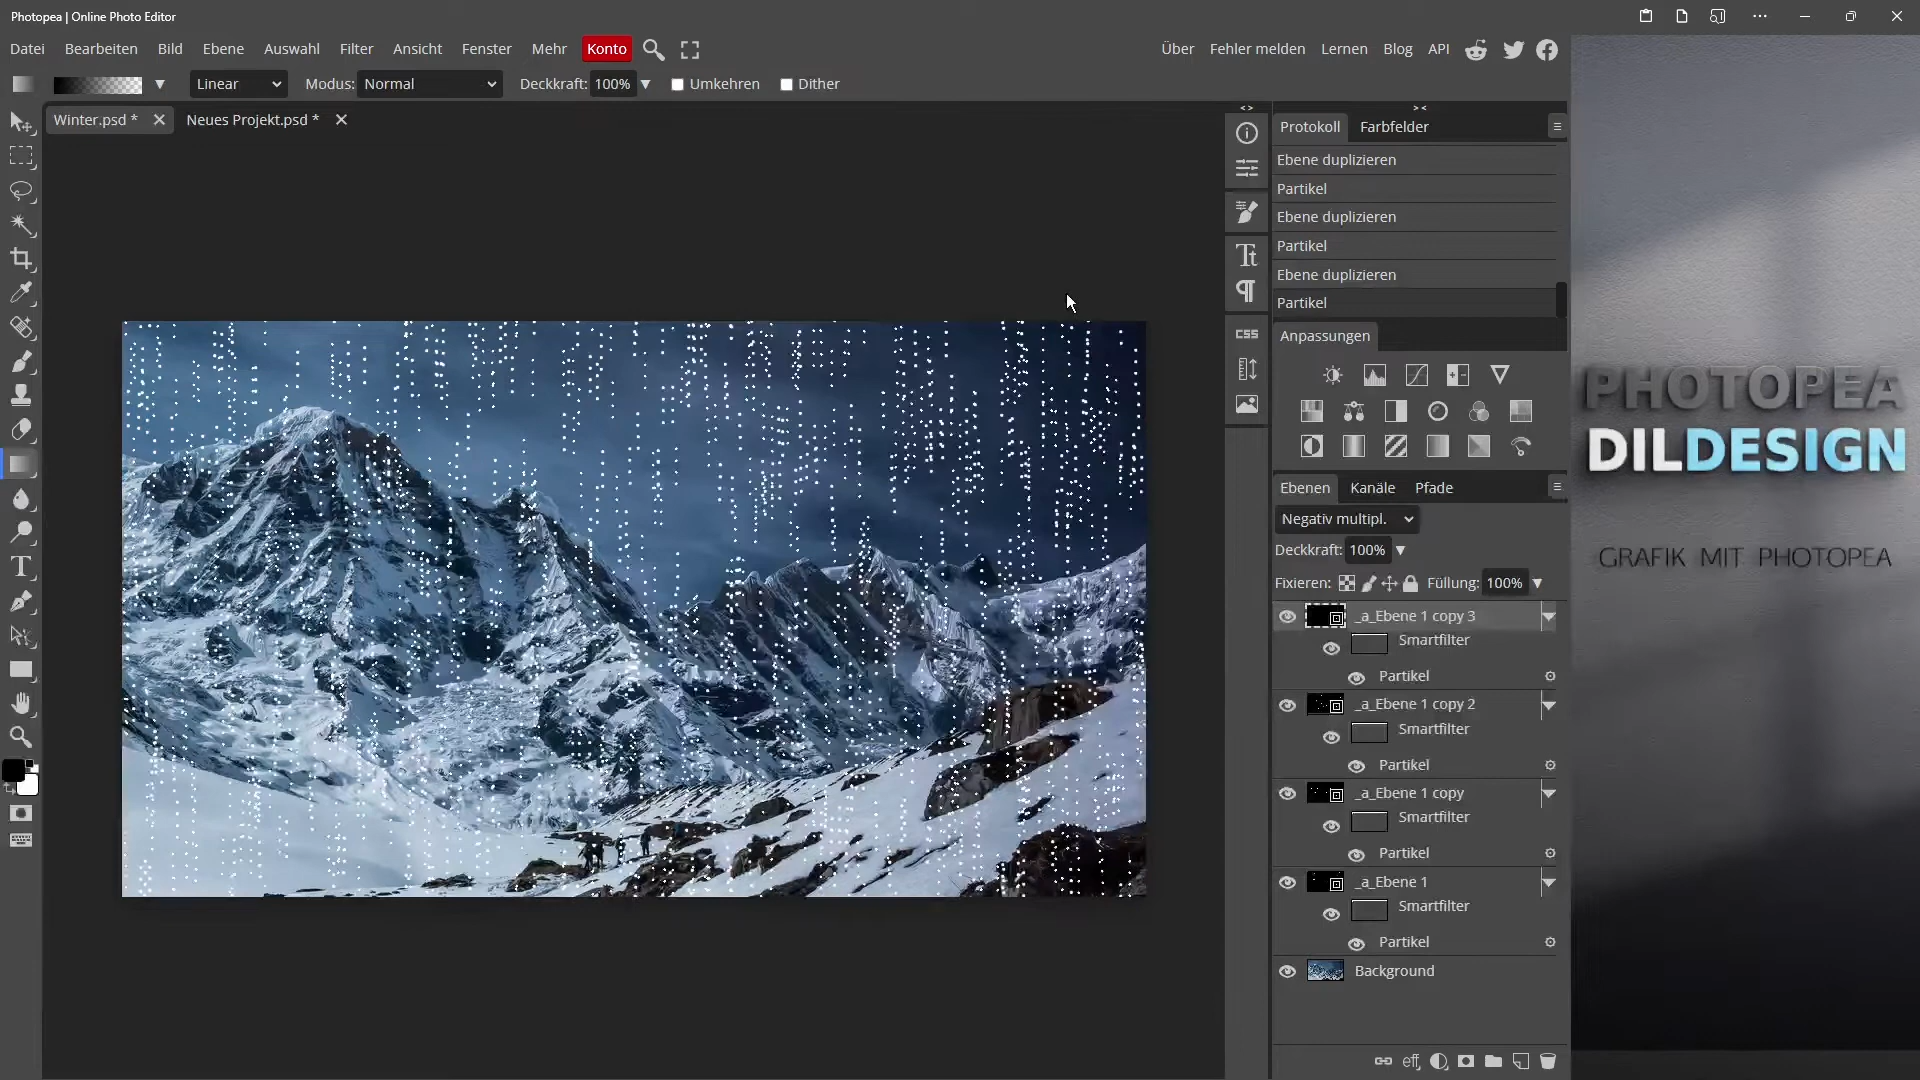 Photopea | Online Photo Editor
Datei Bearbeiten Bild Ebene Auswahl Filter Ansicht Fenster Mehr Konto Über Fehler melden Lernen Blog API
Linear Modus: Normal Deckkraft: 100% Umkehren Dither
Winter.psd * Neues Projekt.psd *
Protokoll Farbfelder
Ebene duplizieren
Partikel
Ebene duplizieren
Partikel
Ebene duplizieren
Partikel
Anpassungen
CSS
Ebenen Kanäle Pfade
Negativ multipl.
Deckkraft: 100%
Fixieren: Füllung: 100%
_a_Ebene 1 copy 3
Smartfilter
Partikel
_a_Ebene 1 copy 2
Smartfilter
Partikel
_a_Ebene 1 copy
Smartfilter
Partikel
_a_Ebene 1
Smartfilter
Partikel
Background
eff
PHOTOPEA
DILDESIGN
GRAFIK MIT PHOTOPEA